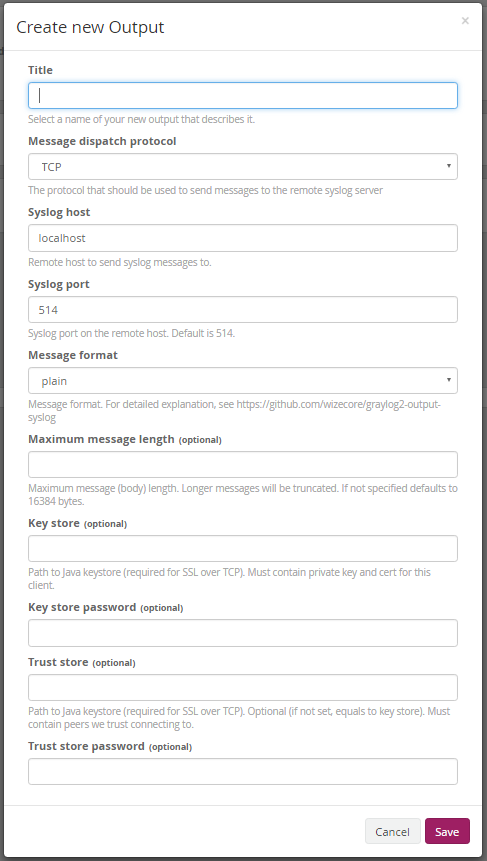 Create new Output
×
Title
Select a name of your new output that describes it.
Message dispatch protocol
TCP
The protocol that should be used to send messages to the remote syslog server
Syslog host
localhost
Remote host to send syslog messages to.
Syslog port
514
Syslog port on the remote host. Default is 514.
Message format
plain
Message format. For detailed explanation, see https://github.com/wizecore/graylog2-output-
syslog
Maximum message length (optional)
Maximum message (body) length. Longer messages will be truncated. If not specified defaults to
16384 bytes.
Key store (optional)
Path to Java keystore (required for SSL over TCP). Must contain private key and cert for this
client.
Key store password (optional)
Trust store (optional)
Path to Java keystore (required for SSL over TCP). Optional (if not set, equals to key store). Must
contain peers we trust connecting to.
Trust store password (optional)
Cancel
Save